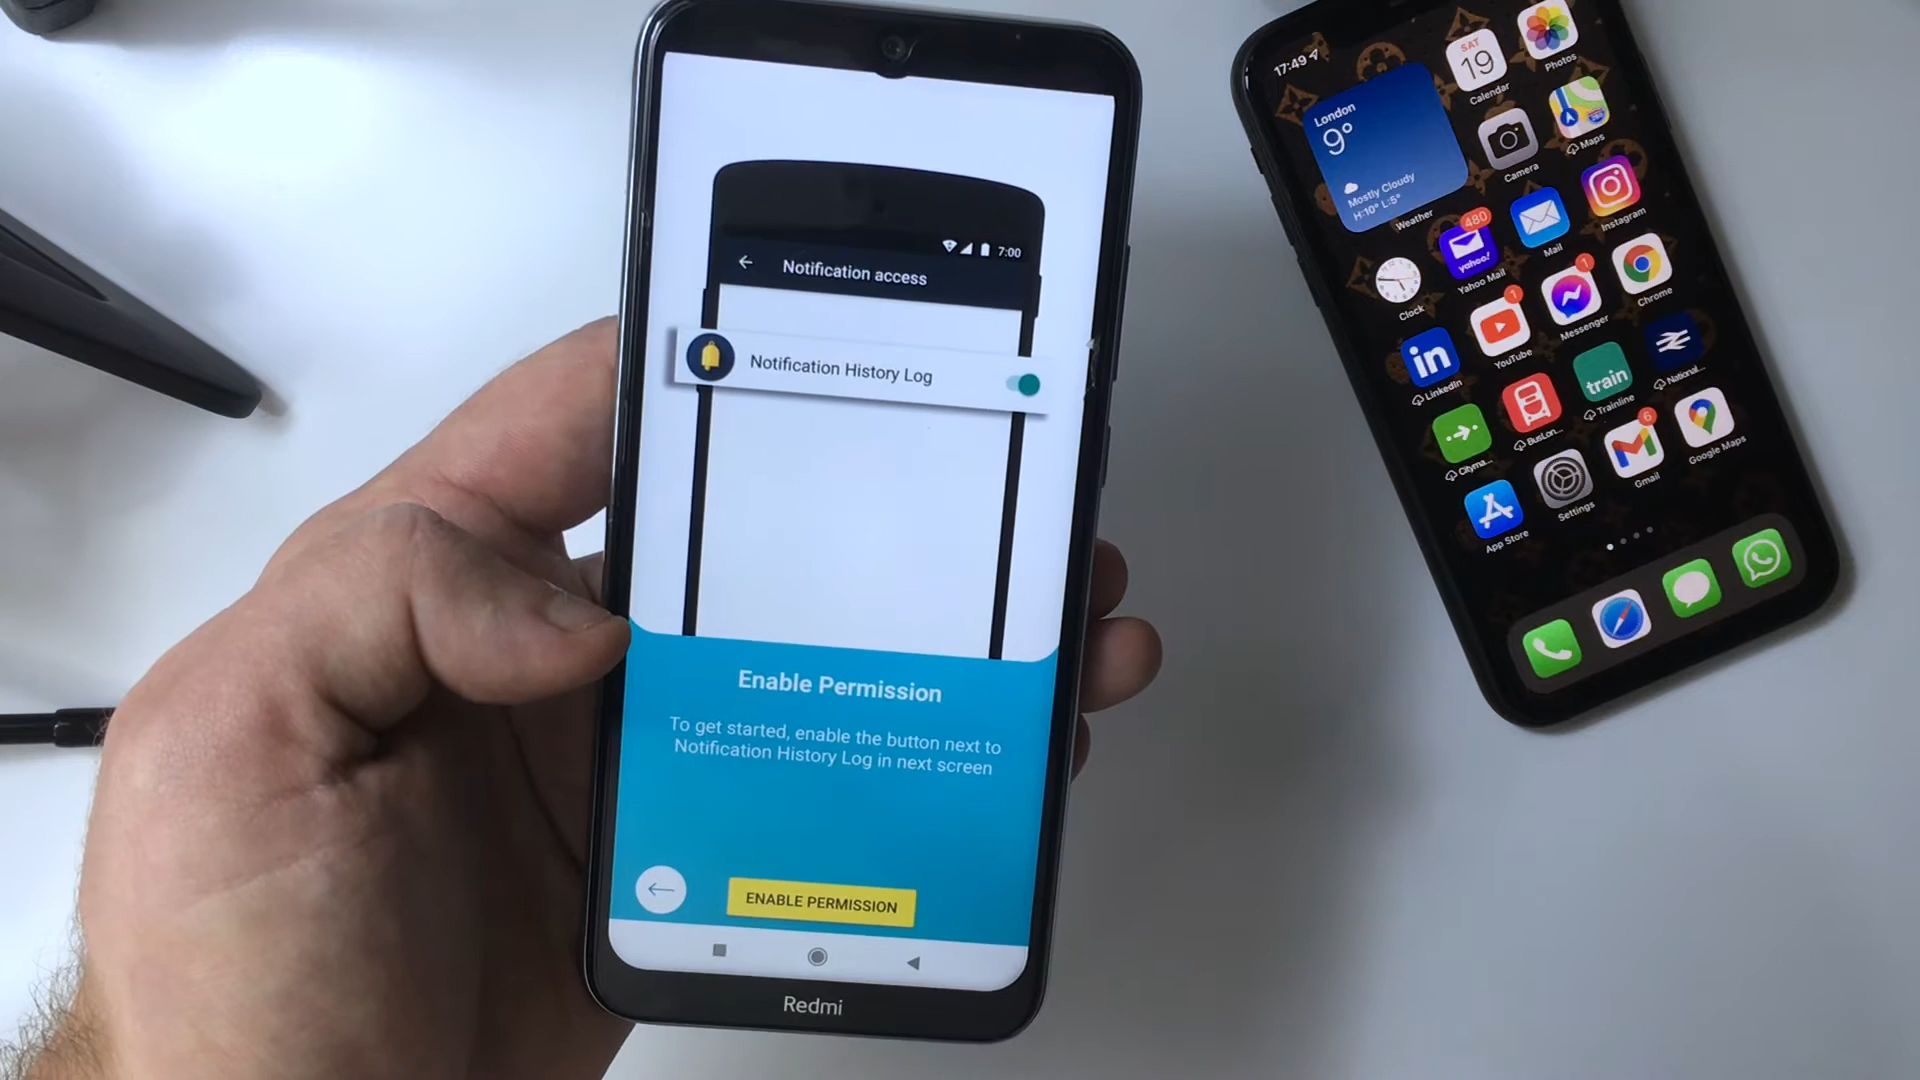 7:00
Notification access
Notification History Log
Enable Permission
To get started, enable the button next to
Notification History Log in next screen
ENABLE PERMISSION
Redmi
17:49
London
9°
Mostly Cloudy
H:10° L:5°
Weather
SAT
19
Calendar
Photos
Camera
Maps
Clock
480
yahoo!
Yahoo Mail
Mail
Instagram
in
LinkedIn
1
YouTube
1
Messenger
Chrome
Cityma...
BusLon...
train
Trainline
National...
App Store
Settings
6
Gmail
Google Maps